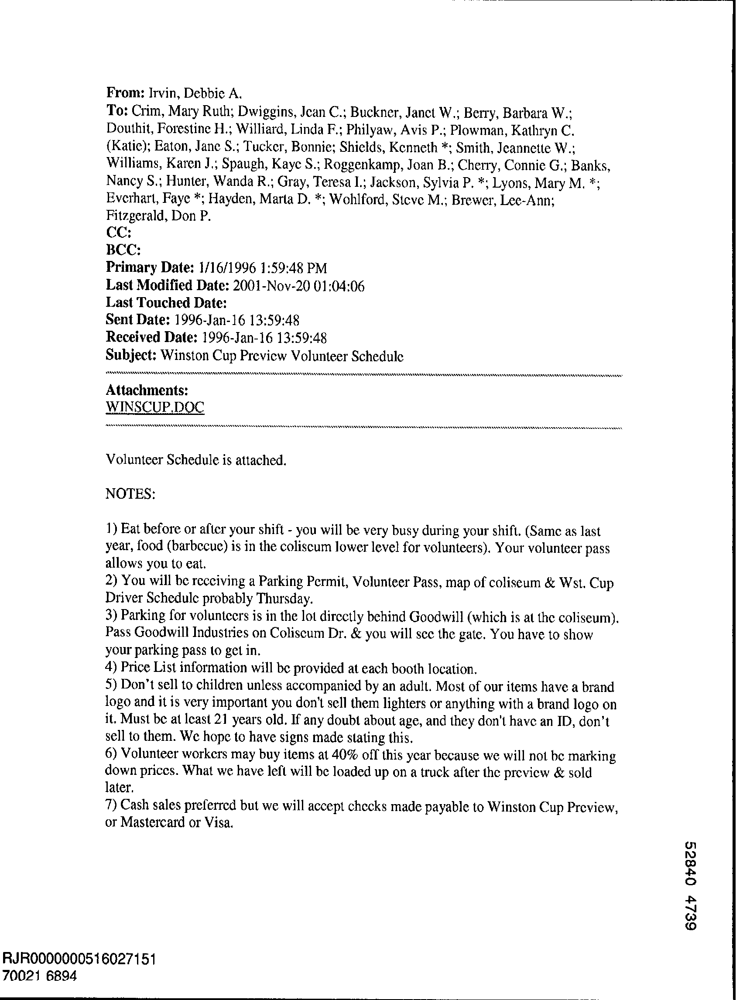 From: Irvin, Debbie A.
To: Crim, Mary Ruth; Dwiggins, Jean C.; Buckner, Janet W.; Berry, Barbara W.;
Douthit, Forestine H.; Williard, Linda F.; Philyaw, Avis P.; Plowman, Kathryn C.
(Katie); Eaton, Jane S.; Tucker, Bonnie; Shields, Kenneth *; Smith, Jeannette W.;
Williams, Karen J.; Spaugh, Kaye S.; Roggenkamp, Joan B.; Cherry, Connie G.; Banks,
Nancy S.; Hunter, Wanda R.; Gray, Teresa I.; Jackson, Sylvia P. *; Lyons, Mary M. *;
Everhart, Faye *; Hayden, Marta D. *; Wohlford, Steve M.; Brewer, Lee-Ann;
Fitzgerald, Don P.
CC:
BCC:
Primary Date: 1/16/1996 1:59:48 PM
Last Modified Date: 2001-Nov-20 01:04:06
Last Touched Date:
Sent Date: 1996-Jan-16 13:59:48
Received Date: 1996-Jan-16 13:59:48
Subject: Winston Cup Preview Volunteer Schedule
Attachments:
WINSCUP.DOC
Volunteer Schedule is attached.
NOTES:
1) Eat before or after your shift - you will be very busy during your shift. (Same as last
year, food (barbecue) is in the coliseum lower level for volunteers). Your volunteer pass
allows you to eat.
2) You will be receiving a Parking Permit, Volunteer Pass, map of coliseum & Wst. Cup
Driver Schedule probably Thursday.
3) Parking for volunteers is in the lot directly behind Goodwill (which is at the coliseum).
Pass Goodwill Industries on Coliseum Dr. & you will see the gate. You have to show
your parking pass to get in.
4) Price List information will be provided at each booth location.
5) Don't sell to children unless accompanied by an adult. Most of our items have a brand
logo and it is very important you don't sell them lighters or anything with a brand logo on
it. Must be at least 21 years old. If any doubt about age, and they don't have an ID, don't
sell to them. We hope to have signs made stating this.
6) Volunteer workers may buy items at 40% off this year because we will not be marking
down prices. What we have left will be loaded up on a truck after the preview & sold
later.
7) Cash sales preferred but we will accept checks made payable to Winston Cup Preview,
or Mastercard or Visa.
52840 4739
RJR0000000516027151
70021 6894